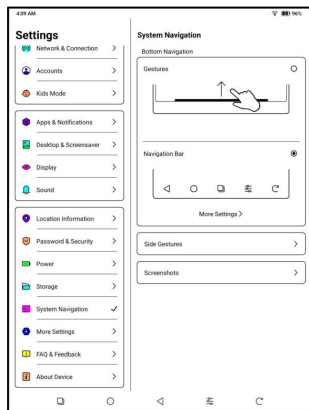 4:09 AM
96%
Settings
Network & Connection
Accounts
Kids Mode
Apps & Notifications
Desktop & Screensaver
Display
Sound
Location Information
Password & Security
Power
Storage
System Navigation
More Settings
FAQ & Feedback
About Device
System Navigation
Bottom Navigation
Gestures
Navigation Bar
More Settings
Side Gestures
Screenshots